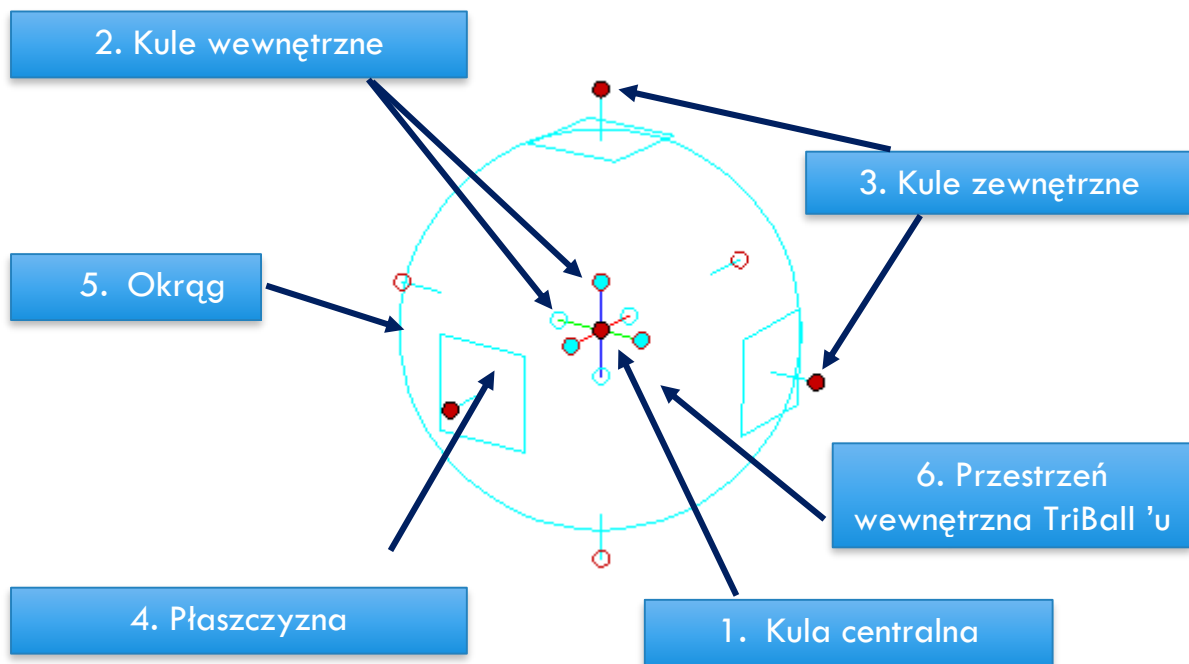 2. Kule wewnętrzne
3. Kule zewnętrzne
5. Okrąg
6. Przestrzeń
wewnętrzna TriBall 'u
4. Płaszczyzna
1. Kula centralna